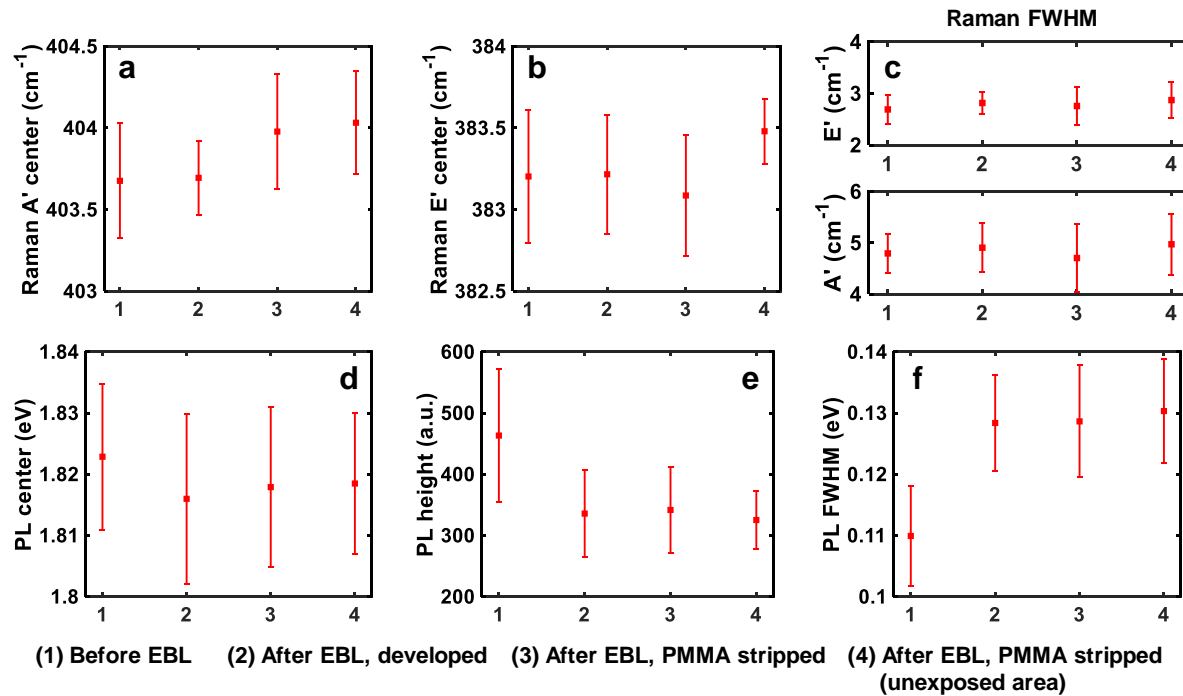 Raman FWHM
a
Raman A' center (cm⁻¹)
404.5
404
403.5
403
1 2 3 4
b
Raman E' center (cm⁻¹)
384
383.5
383
382.5
1 2 3 4
c
E' (cm⁻¹)
4
3
2
1 2 3 4
A' (cm⁻¹)
6
5
4
1 2 3 4
d
PL center (eV)
1.84
1.83
1.82
1.81
1.8
1 2 3 4
e
PL height (a.u.)
600
500
400
300
200
1 2 3 4
f
PL FWHM (eV)
0.14
0.13
0.12
0.11
0.1
1 2 3 4
(1) Before EBL (2) After EBL, developed (3) After EBL, PMMA stripped (4) After EBL, PMMA stripped
(unexposed area)